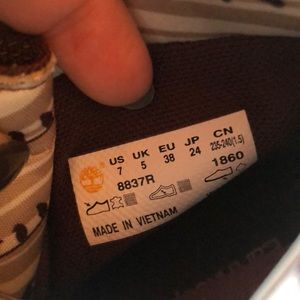 US UK EU JP CN
7 5 38 24 235-240(1.5)
8837R 1860
MADE IN VIETNAM